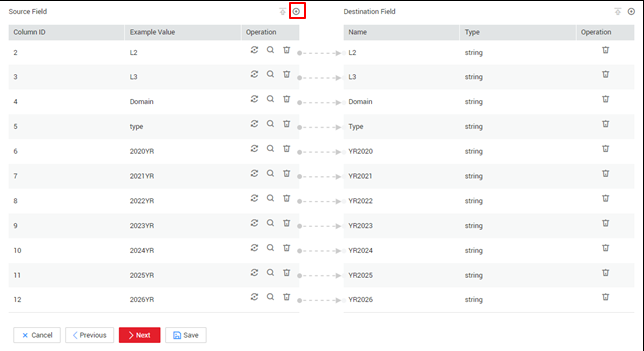 Source Field Destination Field
Column ID Example Value Operation Name Type Operation
2 L2 L2 string
3 L3 L3 string
4 Domain Domain string
5 type Type string
6 2020YR YR2020 string
7 2021YR YR2021 string
8 2022YR YR2022 string
9 2023YR YR2023 string
10 2024YR YR2024 string
11 2025YR YR2025 string
12 2026YR YR2026 string
Cancel Previous Next Save